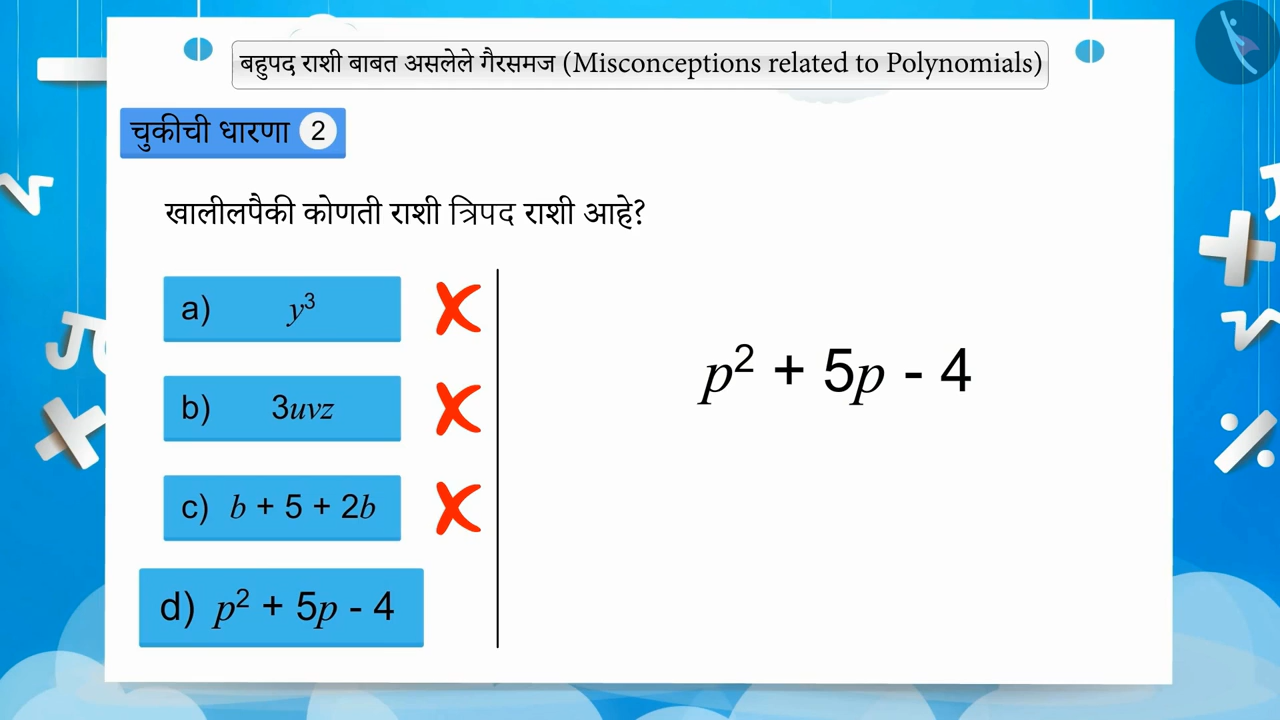 बहुपद राशी बाबत असलेले गैरसमज (Misconceptions related to Polynomials)
चुकीची धारणा 2
खालीलपैकी कोणती राशी त्रिपद राशी आहे?
a) y³
b) 3uvz
c) b + 5 + 2b
d) p² + 5p - 4
p² + 5p - 4